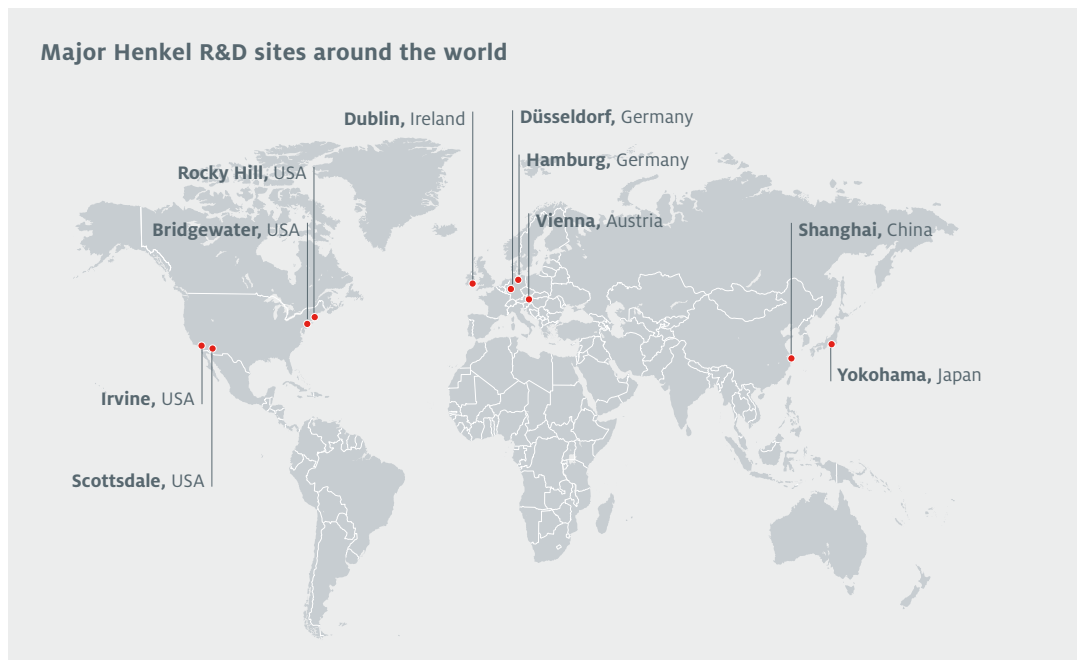 Major Henkel R&D sites around the world
Dublin, Ireland
Düsseldorf, Germany
Hamburg, Germany
Rocky Hill, USA
Vienna, Austria
Bridgewater, USA
Shanghai, China
Yokohama, Japan
Irvine, USA
Scottsdale, USA